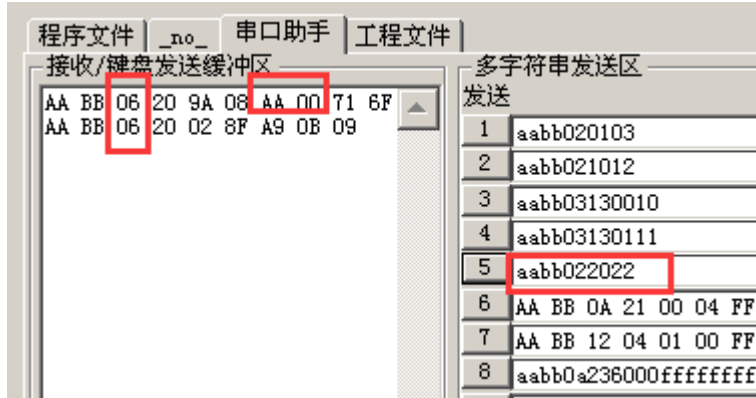 程序文件 _no_ 串口助手 工程文件
接收/键盘发送缓冲区
AA BB 06 20 9A 08 AA 00 71 6F
AA BB 06 20 02 8F A9 0B 09
多字符串发送区
发送
1 aabb020103
2 aabb021012
3 aabb03130010
4 aabb03130111
5 aabb022022
6 AA BB 0A 21 00 04 FF
7 AA BB 12 04 01 00 FF
8 aabb0a236000ffffffff